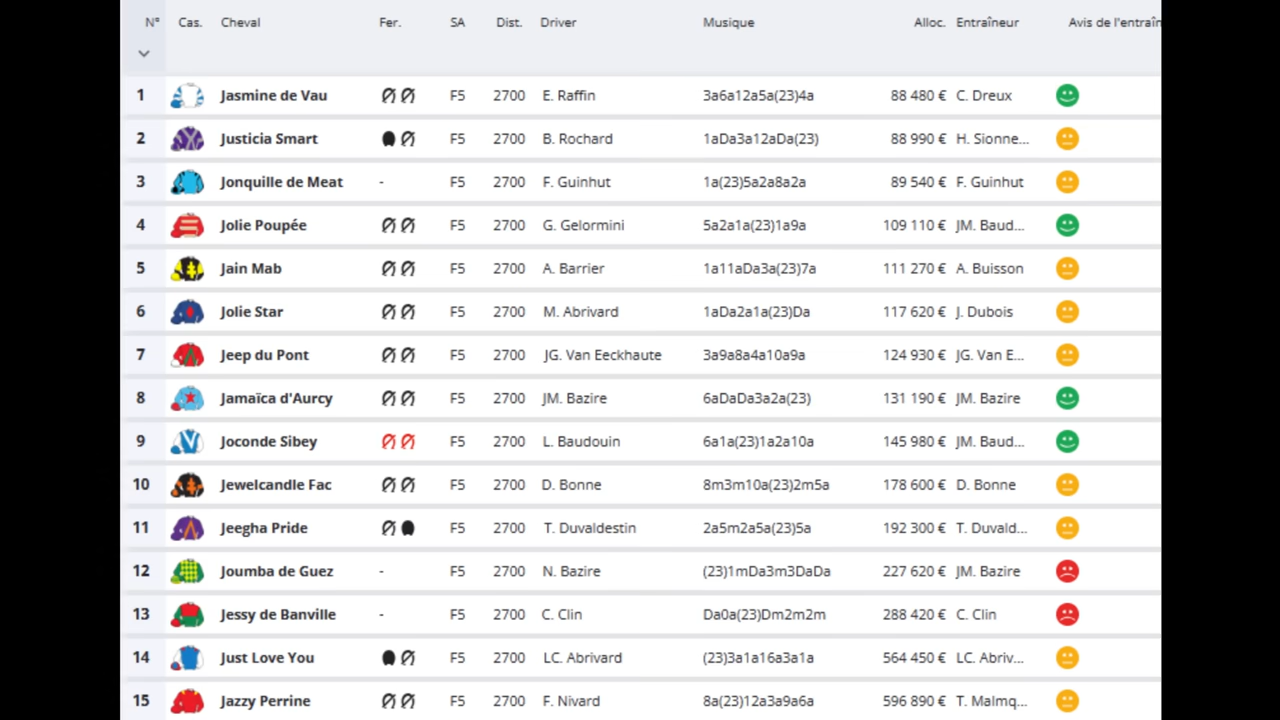 N° Cas. Cheval Fer. SA Dist. Driver Musique Alloc. Entraîneur Avis de l'entraîn
1 Jasmine de Vau F5 2700 E. Raffin 3a6a12a5a(23)4a 88 480 € C. Dreux
2 Justicia Smart F5 2700 B. Rochard 1aDa3a12aDa(23) 88 990 € H. Sionne...
3 Jonquille de Meat - F5 2700 F. Guinhut 1a(23)5a2a8a2a 89 540 € F. Guinhut
4 Jolie Poupée F5 2700 G. Gelormini 5a2a1a(23)1a9a 109 110 € JM. Baud...
5 Jain Mab F5 2700 A. Barrier 1a11aDa3a(23)7a 111 270 € A. Buisson
6 Jolie Star F5 2700 M. Abrivard 1aDa2a1a(23)Da 117 620 € J. Dubois
7 Jeep du Pont F5 2700 JG. Van Eeckhaute 3a9a8a4a10a9a 124 930 € JG. Van E...
8 Jamaïca d'Aurcy F5 2700 JM. Bazire 6aDaDa3a2a(23) 131 190 € JM. Bazire
9 Joconde Sibey F5 2700 L. Baudouin 6a1a(23)1a2a10a 145 980 € JM. Baud...
10 Jewelcandle Fac F5 2700 D. Bonne 8m3m10a(23)2m5a 178 600 € D. Bonne
11 Jeegha Pride F5 2700 T. Duvaldestin 2a5m2a5a(23)5a 192 300 € T. Duvald...
12 Joumba de Guez - F5 2700 N. Bazire (23)1mDa3m3DaDa 227 620 € JM. Bazire
13 Jessy de Banville - F5 2700 C. Clin Da0a(23)Dm2m2m 288 420 € C. Clin
14 Just Love You F5 2700 LC. Abrivard (23)3a1a16a3a1a 564 450 € LC. Abriv...
15 Jazzy Perrine F5 2700 F. Nivard 8a(23)12a3a9a6a 596 890 € T. Malmq...